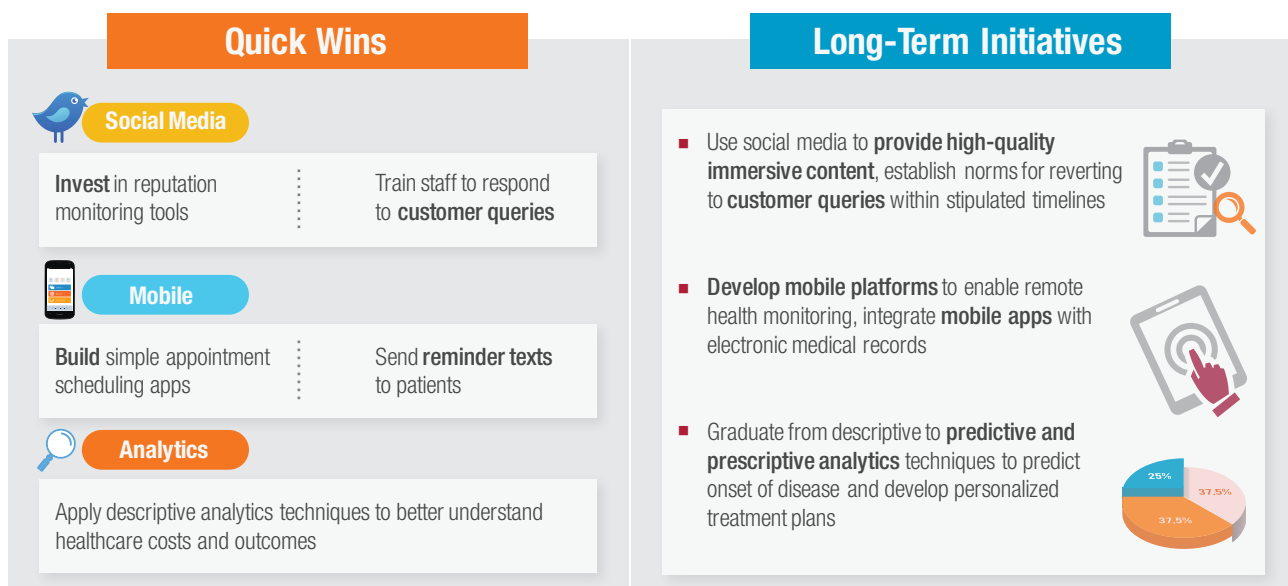 Quick Wins
Social Media
Invest in reputation
monitoring tools
Train staff to respond
to customer queries
Mobile
Build simple appointment
scheduling apps
Send reminder texts
to patients
Analytics
Apply descriptive analytics techniques to better understand
healthcare costs and outcomes
Long-Term Initiatives
Use social media to provide high-quality
immersive content, establish norms for reverting
to customer queries within stipulated timelines
Develop mobile platforms to enable remote
health monitoring, integrate mobile apps with
electronic medical records
Graduate from descriptive to predictive and
prescriptive analytics techniques to predict
onset of disease and develop personalized
treatment plans
25%
37.5%
37.5%